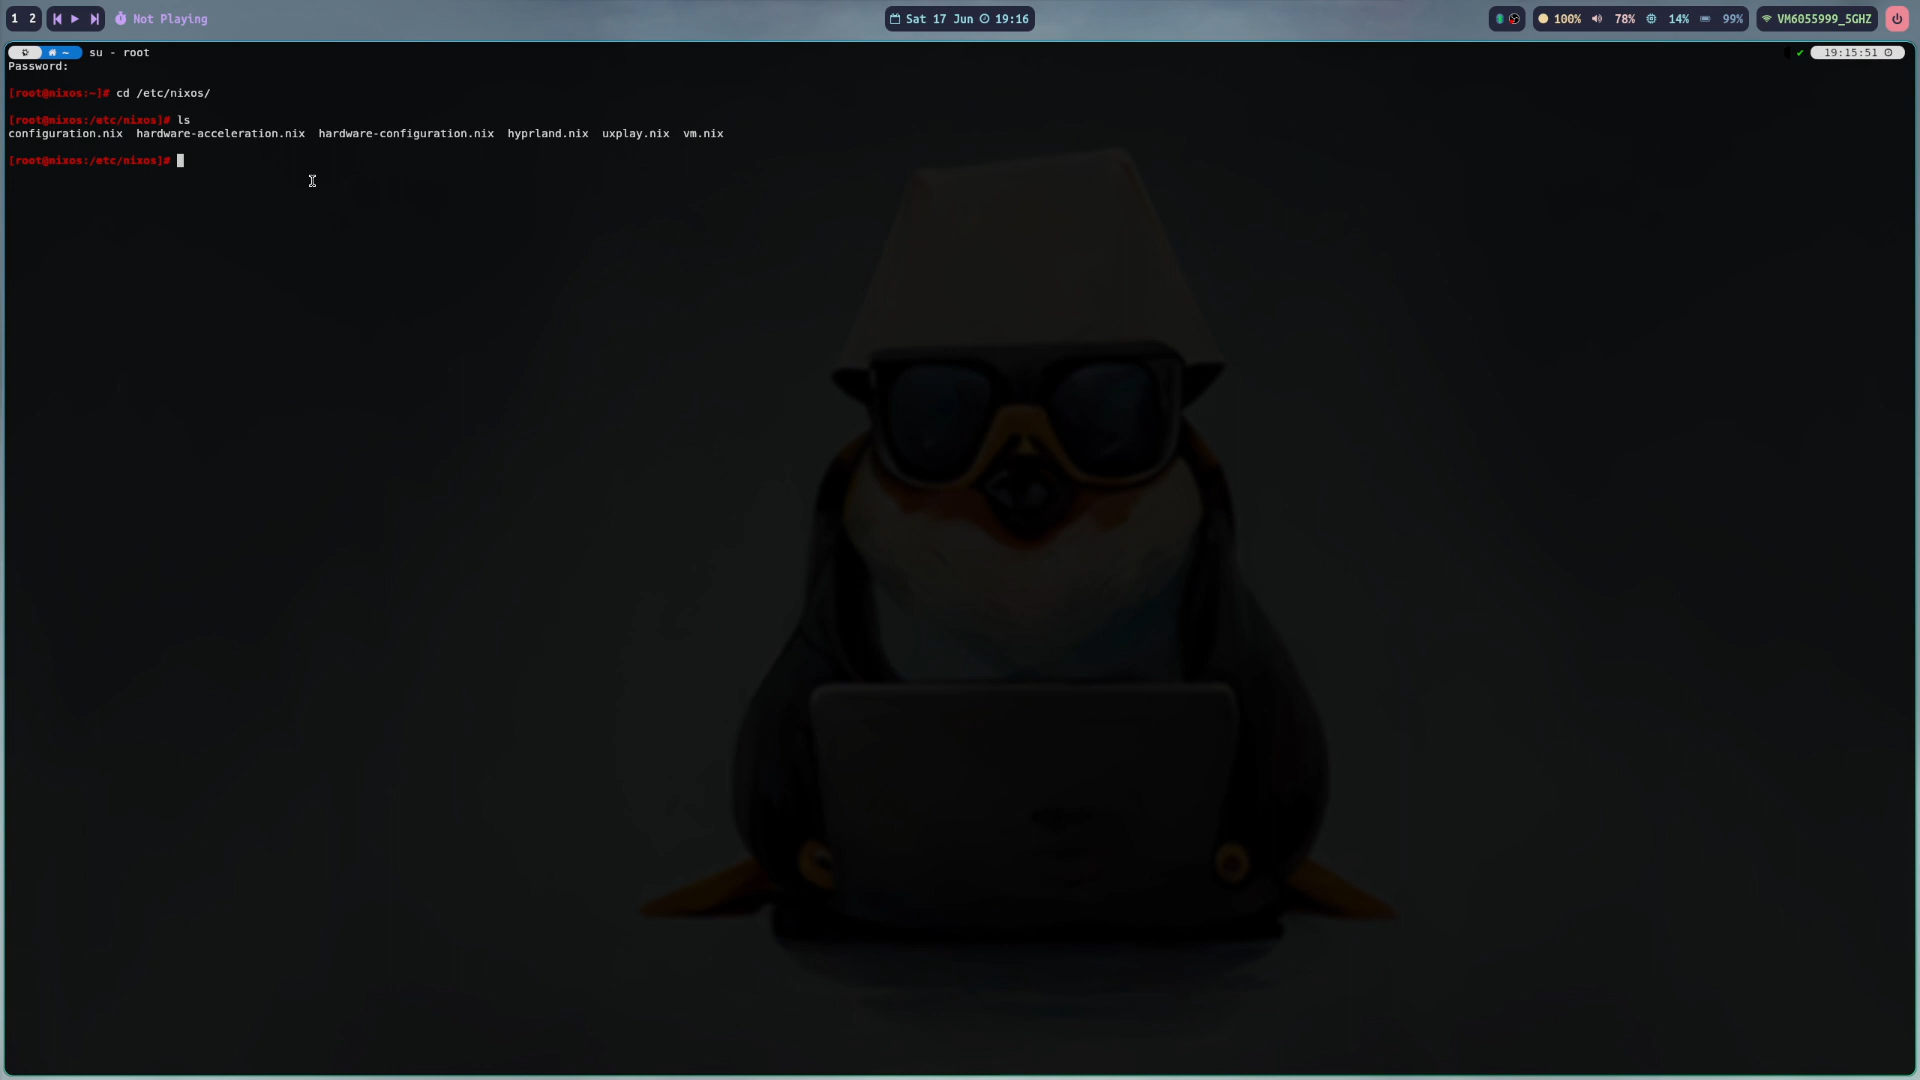 1 2 Not Playing Sat 17 Jun 19:16 100% 78% 14% 99% VM6055999_5GHZ
~ su - root 19:15:51
Password:
[root@nixos:~]# cd /etc/nixos/
[root@nixos:/etc/nixos]# ls
configuration.nix hardware-acceleration.nix hardware-configuration.nix hyprland.nix uxplay.nix vm.nix
[root@nixos:/etc/nixos]#